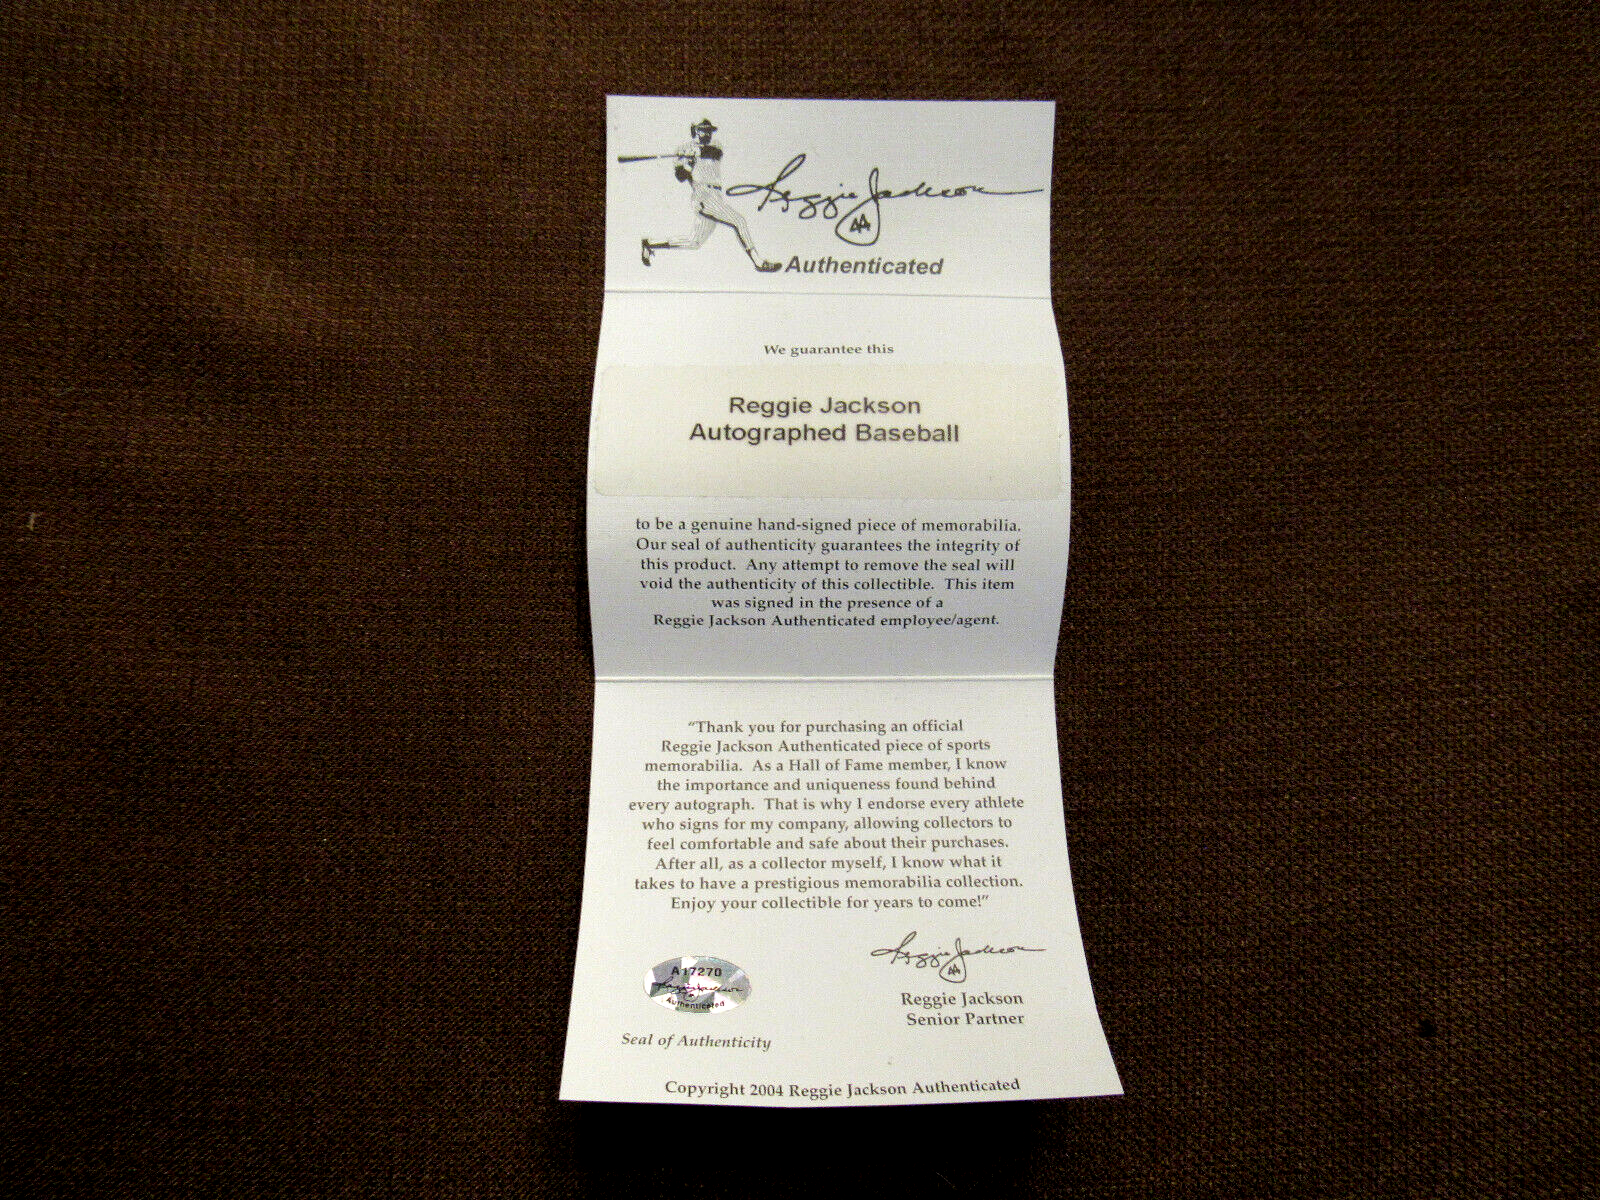 Reggie Jackson
44
Authenticated
We guarantee this
Reggie Jackson
Autographed Baseball
to be a genuine hand-signed piece of memorabilia.
Our seal of authenticity guarantees the integrity of
this product. Any attempt to remove the seal will
void the authenticity of this collectible. This item
was signed in the presence of a
Reggie Jackson Authenticated employee/agent.
“Thank you for purchasing an official
Reggie Jackson Authenticated piece of sports
memorabilia. As a Hall of Fame member, I know
the importance and uniqueness found behind
every autograph. That is why I endorse every athlete
who signs for my company, allowing collectors to
feel comfortable and safe about their purchases.
After all, as a collector myself, I know what it
takes to have a prestigious memorabilia collection.
Enjoy your collectible for years to come!”
Reggie Jackson
44
A17270
Reggie Jackson
Authenticated
Reggie Jackson
Senior Partner
Seal of Authenticity
Copyright 2004 Reggie Jackson Authenticated